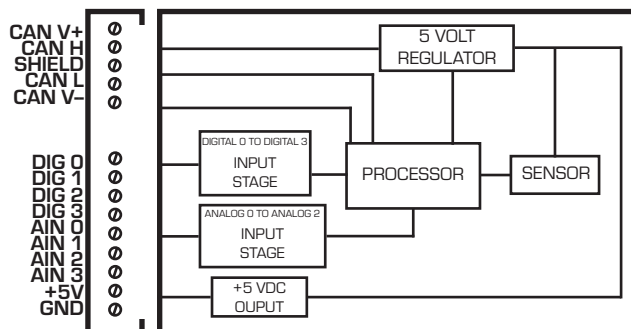 CAN V+
CAN H
SHIELD
CAN L
CAN V–
DIG 0
DIG 1
DIG 2
DIG 3
AIN 0
AIN 1
AIN 2
AIN 3
+5V
GND
5 VOLT
REGULATOR
DIGITAL 0 TO DIGITAL 3
INPUT
STAGE
PROCESSOR
SENSOR
ANALOG 0 TO ANALOG 2
INPUT
STAGE
+5 VDC
OUPUT